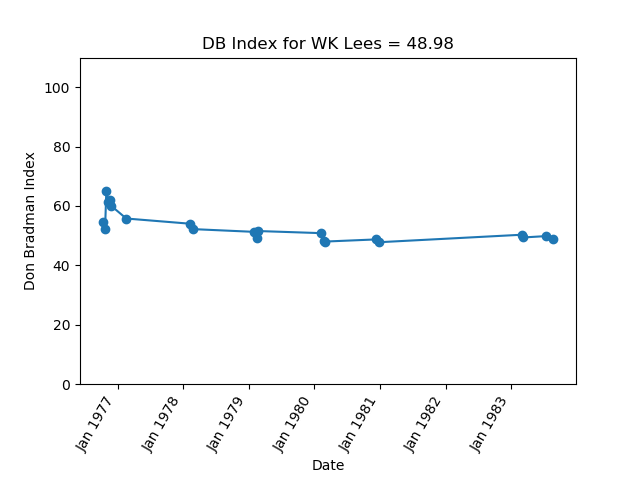 DB Index for WK Lees = 48.98
Don Bradman Index
100
80
60
40
20
0
Jan 1977
Jan 1978
Jan 1979
Jan 1980
Jan 1981
Jan 1982
Jan 1983
Date